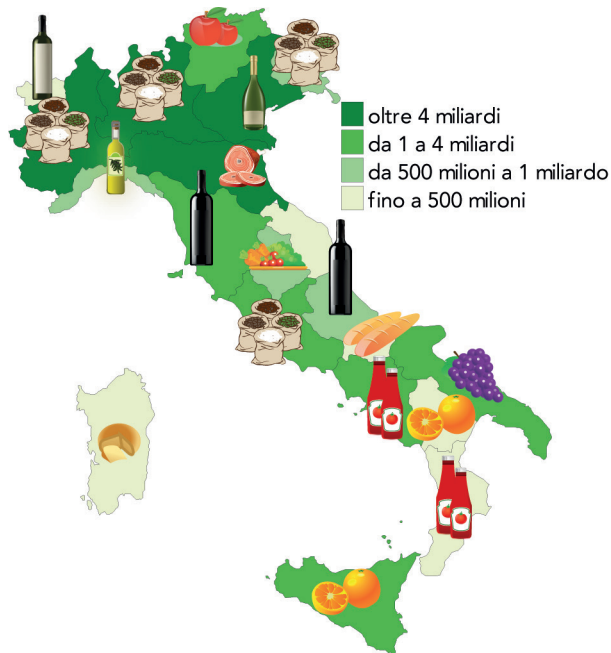 oltre 4 miliardi
da 1 a 4 miliardi
da 500 milioni a 1 miliardo
fino a 500 milioni